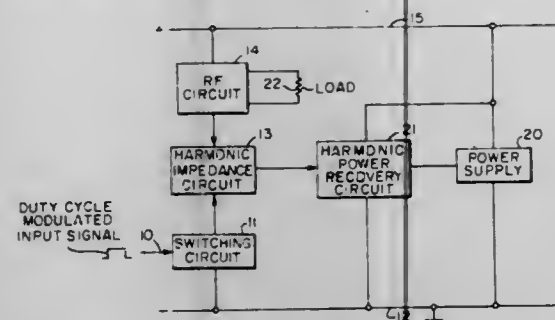 15
14
RF
CIRCUIT
22
LOAD
13
HARMONIC
IMPEDANCE
CIRCUIT
21
HARMONIC
POWER
RECOVERY
CIRCUIT
20
POWER
SUPPLY
DUTY CYCLE
MODULATED
INPUT SIGNAL
10
11
SWITCHING
CIRCUIT